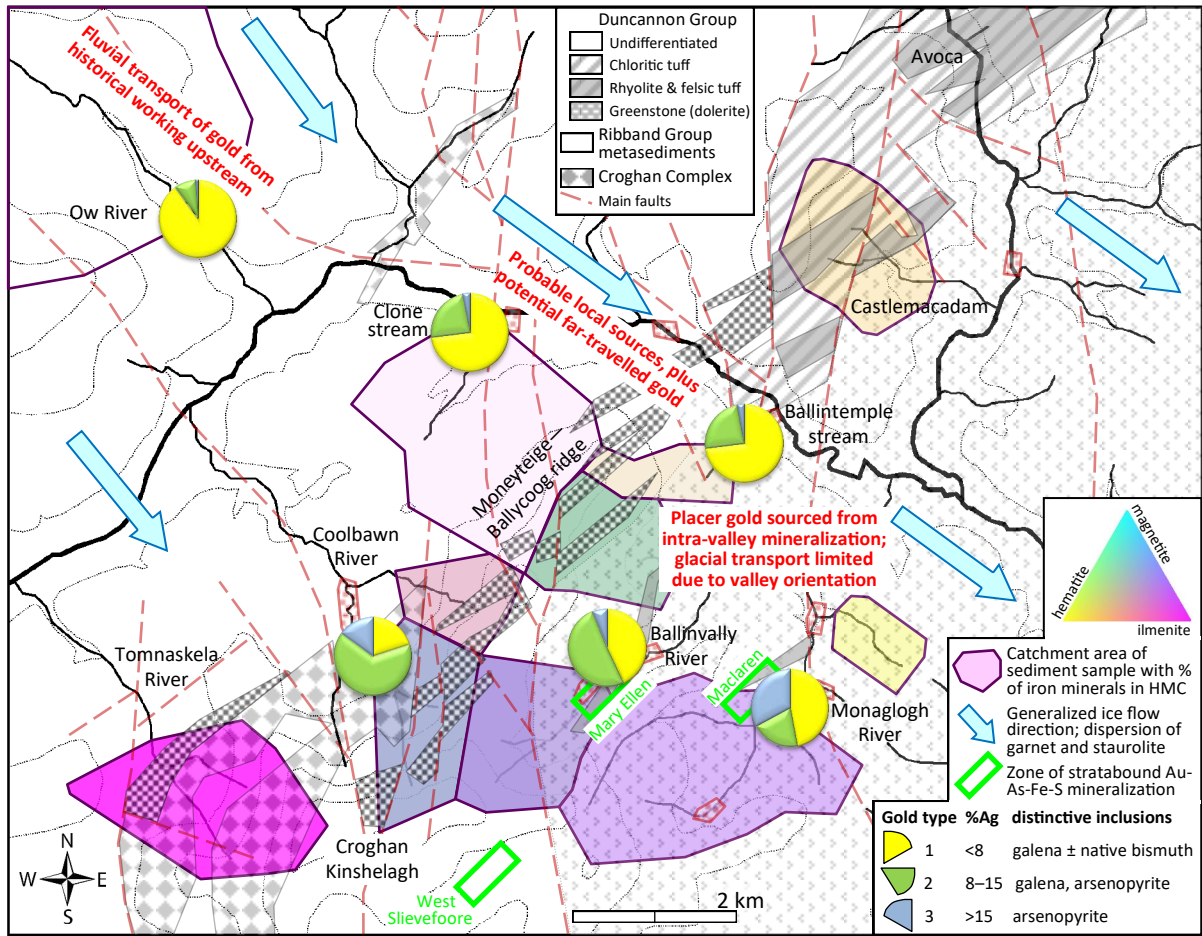 Fluvial transport of gold from
historical working upstream
Ow River
Duncannon Group
Undifferentiated
Chloritic tuff
Rhyolite & felsic tuff
Greenstone (dolerite)
Ribband Group
metasediments
Croghan Complex
Main faults
Avoca
Clone
stream
Probable local sources, plus
potential far-travelled gold
Castlemacadam
Ballintemple
stream
Moneyteige –
Ballycoog ridge
Coolbawn
River
Placer gold sourced from
intra-valley mineralization;
glacial transport limited
due to valley orientation
Tomnaskela
River
Ballinvally
River
Mary Ellen
Maclaren
Monaglogh
River
Croghan
Kinshelagh
West
Slievefoore
N
W E
S
2 km
hematite
magnetite
ilmenite
Catchment area of
sediment sample with %
of iron minerals in HMC
Generalized ice flow
direction; dispersion of
garnet and staurolite
Zone of stratabound Au-
As-Fe-S mineralization
Gold type %Ag distinctive inclusions
1 <8 galena ± native bismuth
2 8–15 galena, arsenopyrite
3 >15 arsenopyrite